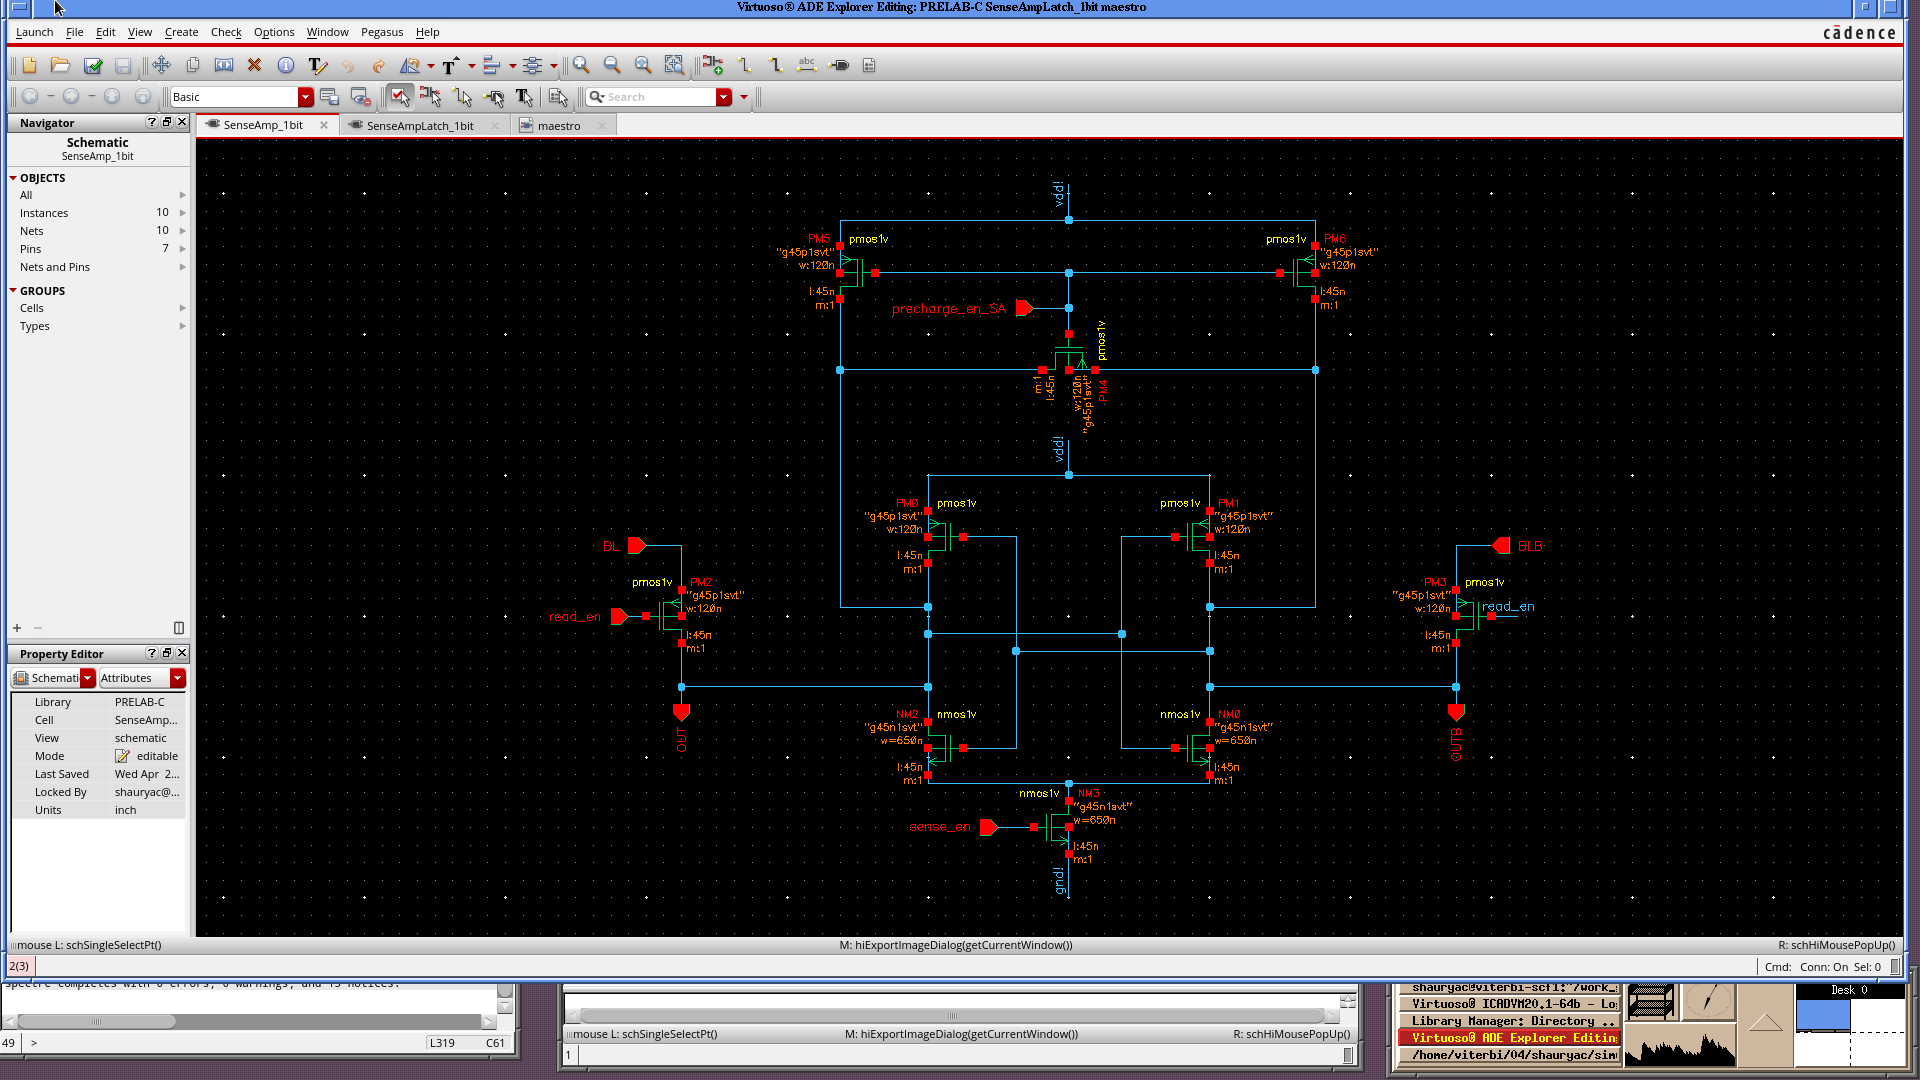 Virtuoso® ADE Explorer Editing: PRELAB-C SenseAmpLatch_1bit maestro
Launch File Edit View Create Check Options Window Pegasus Help
cādence
Basic
Search
Navigator ? SenseAmp_1bit SenseAmpLatch_1bit maestro
Schematic
SenseAmp_1bit
OBJECTS
All
Instances 10
Nets 10
Pins 7
Nets and Pins
GROUPS
Cells
Types
Property Editor ?
Schemati Attributes
Library PRELAB-C
Cell SenseAmp...
View schematic
Mode editable
Last Saved Wed Apr 2...
Locked By shauryac@...
Units inch
vdd!
PM5 pmos1v
"g45p1svt"
w:120n
l:45n
m:1
pmos1v PM6
"g45p1svt"
w:120n
l:45n
m:1
precharge_en_SA
pmos1v
PM4
"g45p1svt"
w:120n
l:45n
m:1
vdd!
PM0 pmos1v
"g45p1svt"
w:120n
l:45n
m:1
pmos1v PM1
"g45p1svt"
w:120n
l:45n
m:1
BL
pmos1v PM2
"g45p1svt"
w:120n
read_en
l:45n
m:1
BLB
PM3 pmos1v
"g45p1svt"
w:120n
read_en
l:45n
m:1
OUT
OUTB
NM2 nmos1v
"g45n1svt"
w=650n
l:45n
m:1
nmos1v NM0
"g45n1svt"
w=650n
l:45n
m:1
nmos1v NM3
"g45n1svt"
w=650n
sense_en
l:45n
m:1
gnd!
mouse L: schSingleSelectPt() M: hiExportImageDialog(getCurrentWindow()) R: schHiMousePopUp()
2(3) Cmd: Conn: On Sel: 0
spectre completes with 0 errors, 0 warnings, and 15 notices.
49 > L319 C61
mouse L: schSingleSelectPt() M: hiExportImageDialog(getCurrentWindow()) R: schHiMousePopUp()
1
shauryac@viterbi-scf1:~/work_
Virtuoso® ICADVM20.1-64b - Lo
Library Manager: Directory ..
Virtuoso® ADE Explorer Editin
/home/viterbi/04/shauryac/sim
Desk 0